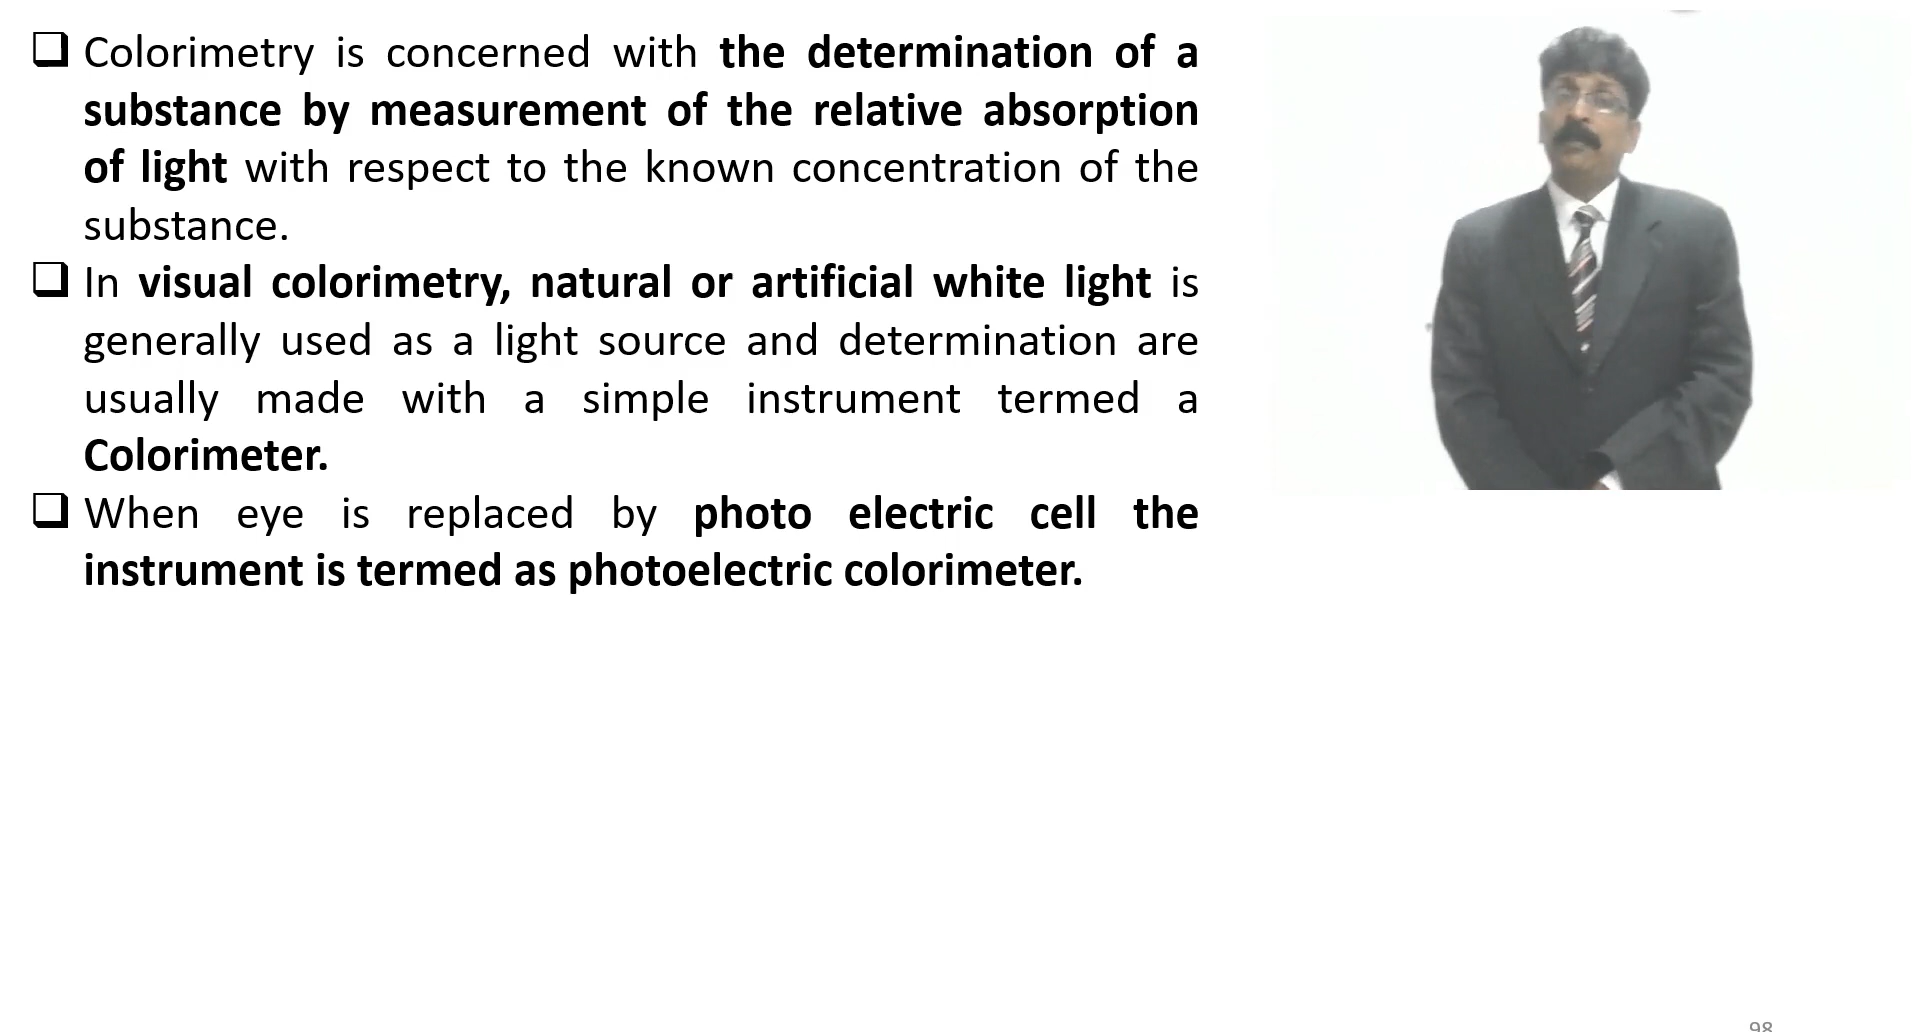 ❑ Colorimetry is concerned with the determination of a
substance by measurement of the relative absorption
of light with respect to the known concentration of the
substance.
❑ In visual colorimetry, natural or artificial white light is
generally used as a light source and determination are
usually made with a simple instrument termed a
Colorimeter.
❑ When eye is replaced by photo electric cell the
instrument is termed as photoelectric colorimeter.
98